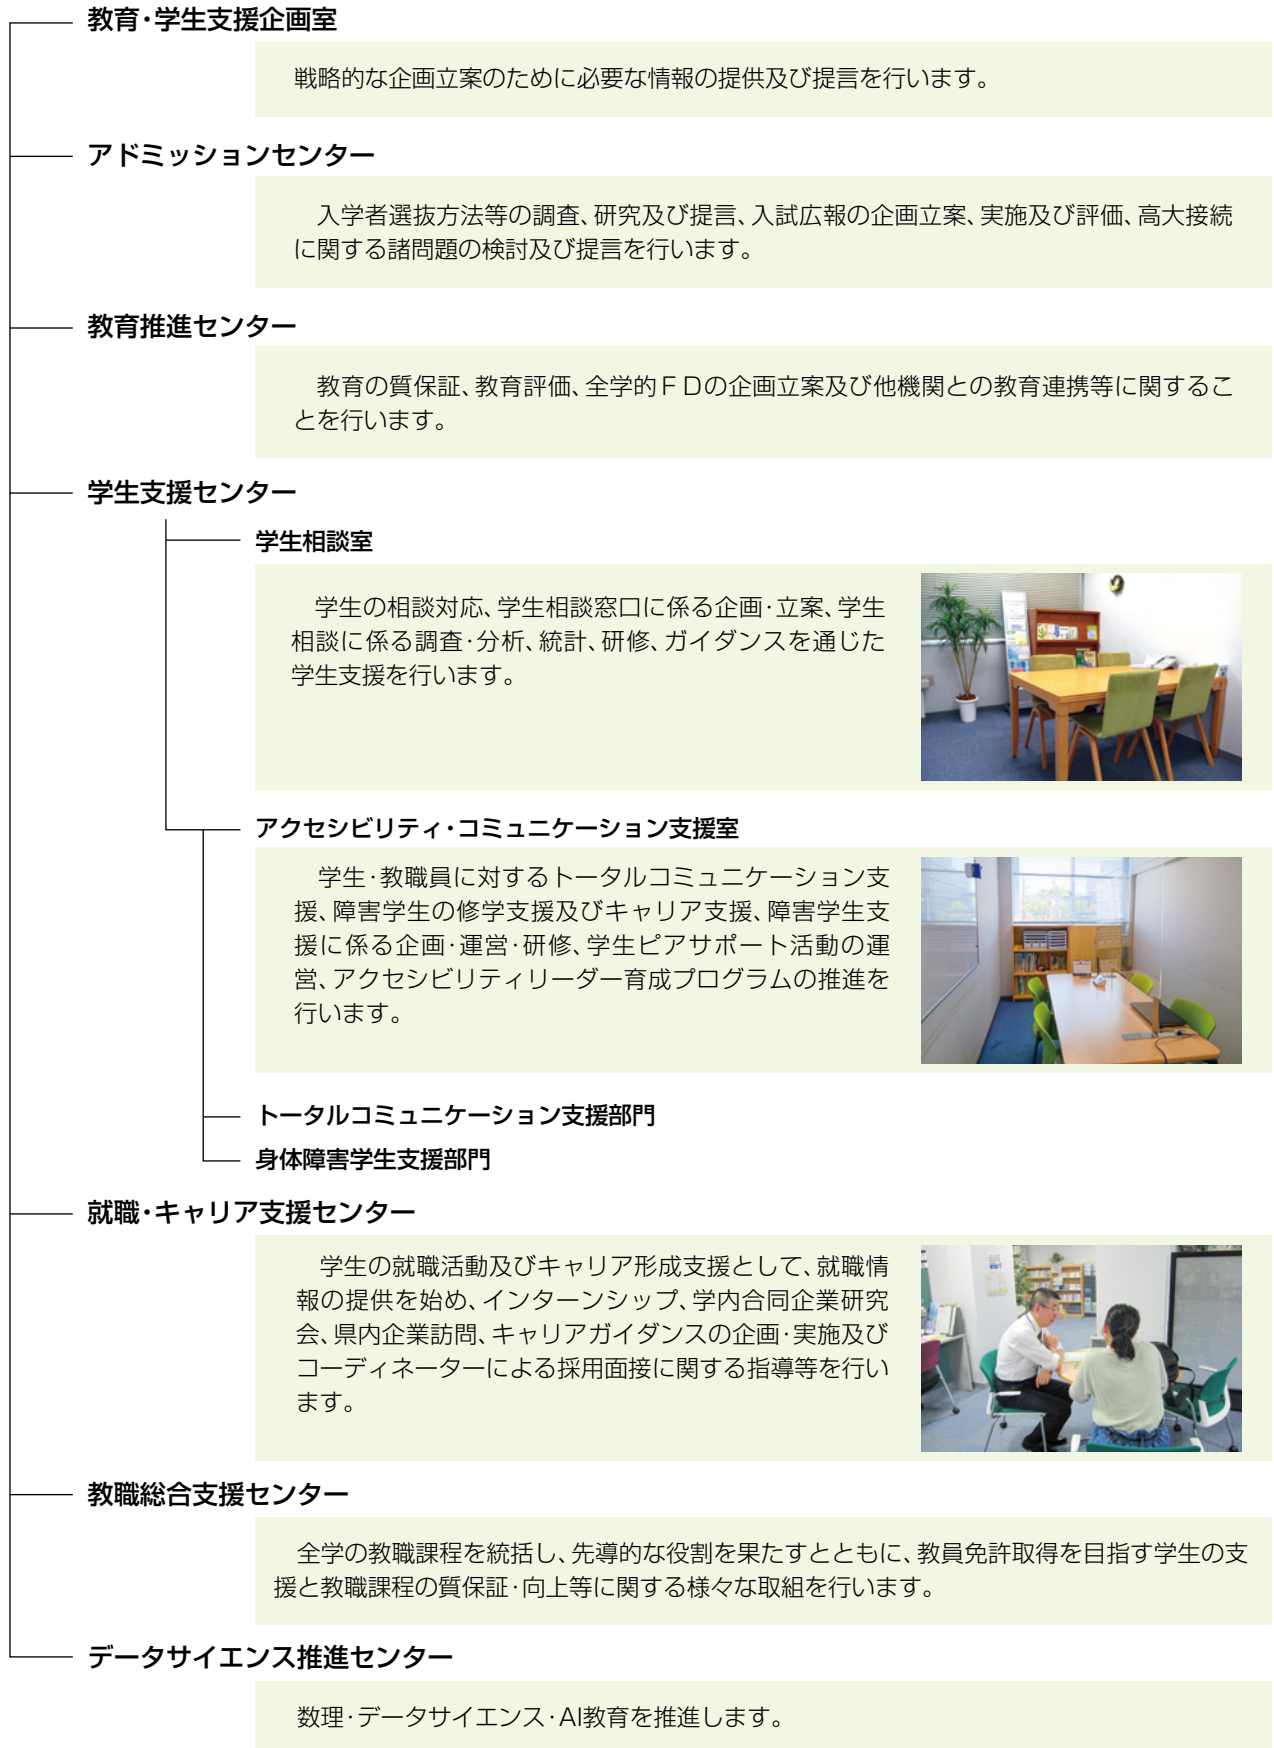 教育・学生支援企画室
戦略的な企画立案のために必要な情報の提供及び提言を行います。
アドミッションセンター
入学者選抜方法等の調査、研究及び提言、入試広報の企画立案、実施及び評価、高大接続
に関する諸問題の検討及び提言を行います。
教育推進センター
教育の質保証、教育評価、全学的ＦＤの企画立案及び他機関との教育連携等に関するこ
とを行います。
学生支援センター
学生相談室
学生の相談対応、学生相談窓口に係る企画・立案、学生
相談に係る調査・分析、統計、研修、ガイダンスを通じた
学生支援を行います。
アクセシビリティ・コミュニケーション支援室
学生・教職員に対するトータルコミュニケーション支
援、障害学生の修学支援及びキャリア支援、障害学生支
援に係る企画・運営・研修、学生ピアサポート活動の運
営、アクセシビリティリーダー育成プログラムの推進を
行います。
トータルコミュニケーション支援部門
身体障害学生支援部門
就職・キャリア支援センター
学生の就職活動及びキャリア形成支援として、就職情
報の提供を始め、インターンシップ、学内合同企業研究
会、県内企業訪問、キャリアガイダンスの企画・実施及び
コーディネーターによる採用面接に関する指導等を行い
ます。
教職総合支援センター
全学の教職課程を統括し、先導的な役割を果たすとともに、教員免許取得を目指す学生の支
援と教職課程の質保証・向上等に関する様々な取組を行います。
データサイエンス推進センター
数理・データサイエンス・AI教育を推進します。